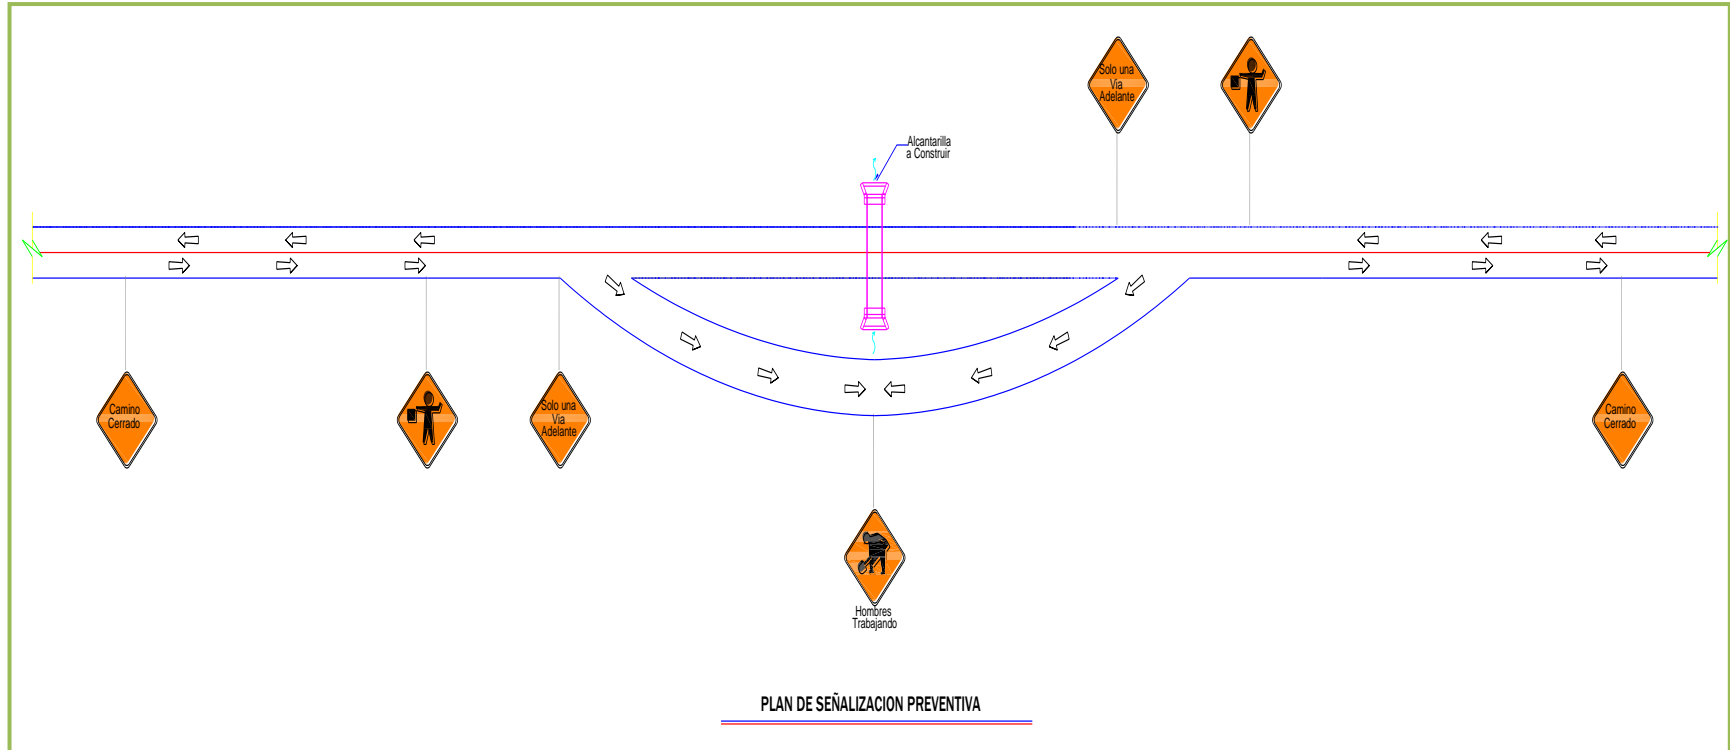 Solo una
Via
Adelante
Alcantarilla
a Construir
Camino
Cerrado
Solo una
Via
Adelante
Camino
Cerrado
Hombres
Trabajando
PLAN DE SEÑALIZACION PREVENTIVA